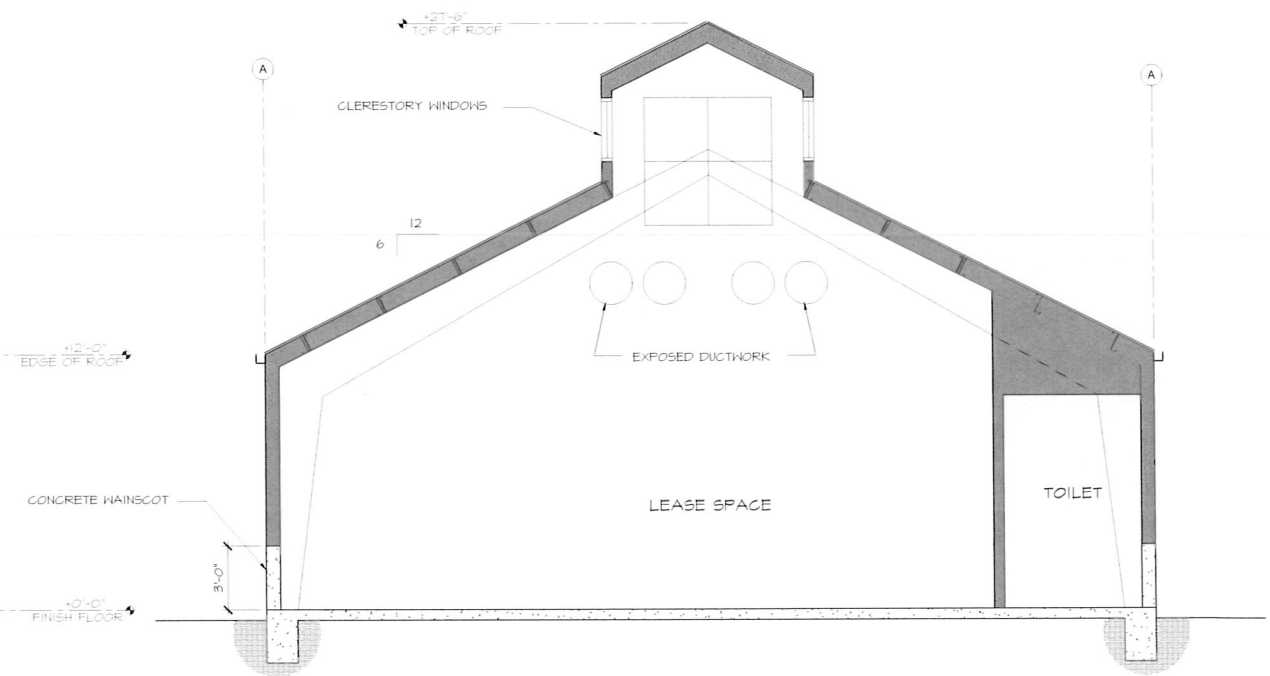 +27'-6"
TOP OF ROOF
A
A
CLERESTORY WINDOWS
12
6
+12'-0"
EDGE OF ROOF
EXPOSED DUCTWORK
CONCRETE WAINSCOT
LEASE SPACE
TOILET
3'-0"
+0'-0"
FINISH FLOOR